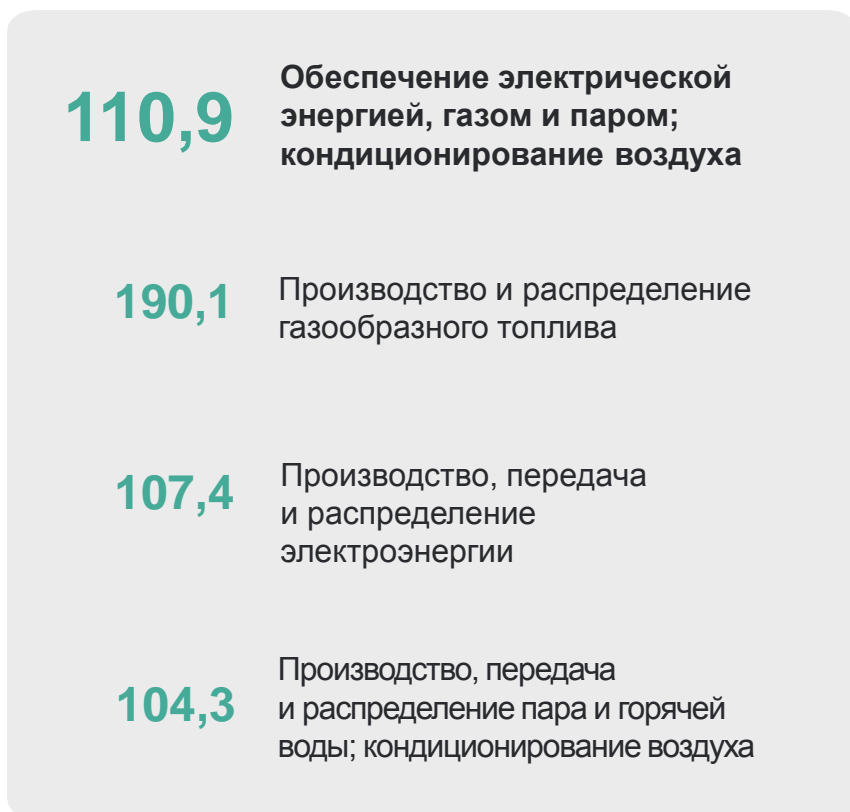 110,9
Обеспечение электрической
энергией, газом и паром;
кондиционирование воздуха
190,1
Производство и распределение
газообразного топлива
107,4
Производство, передача
и распределение
электроэнергии
104,3
Производство, передача
и распределение пара и горячей
воды; кондиционирование воздуха